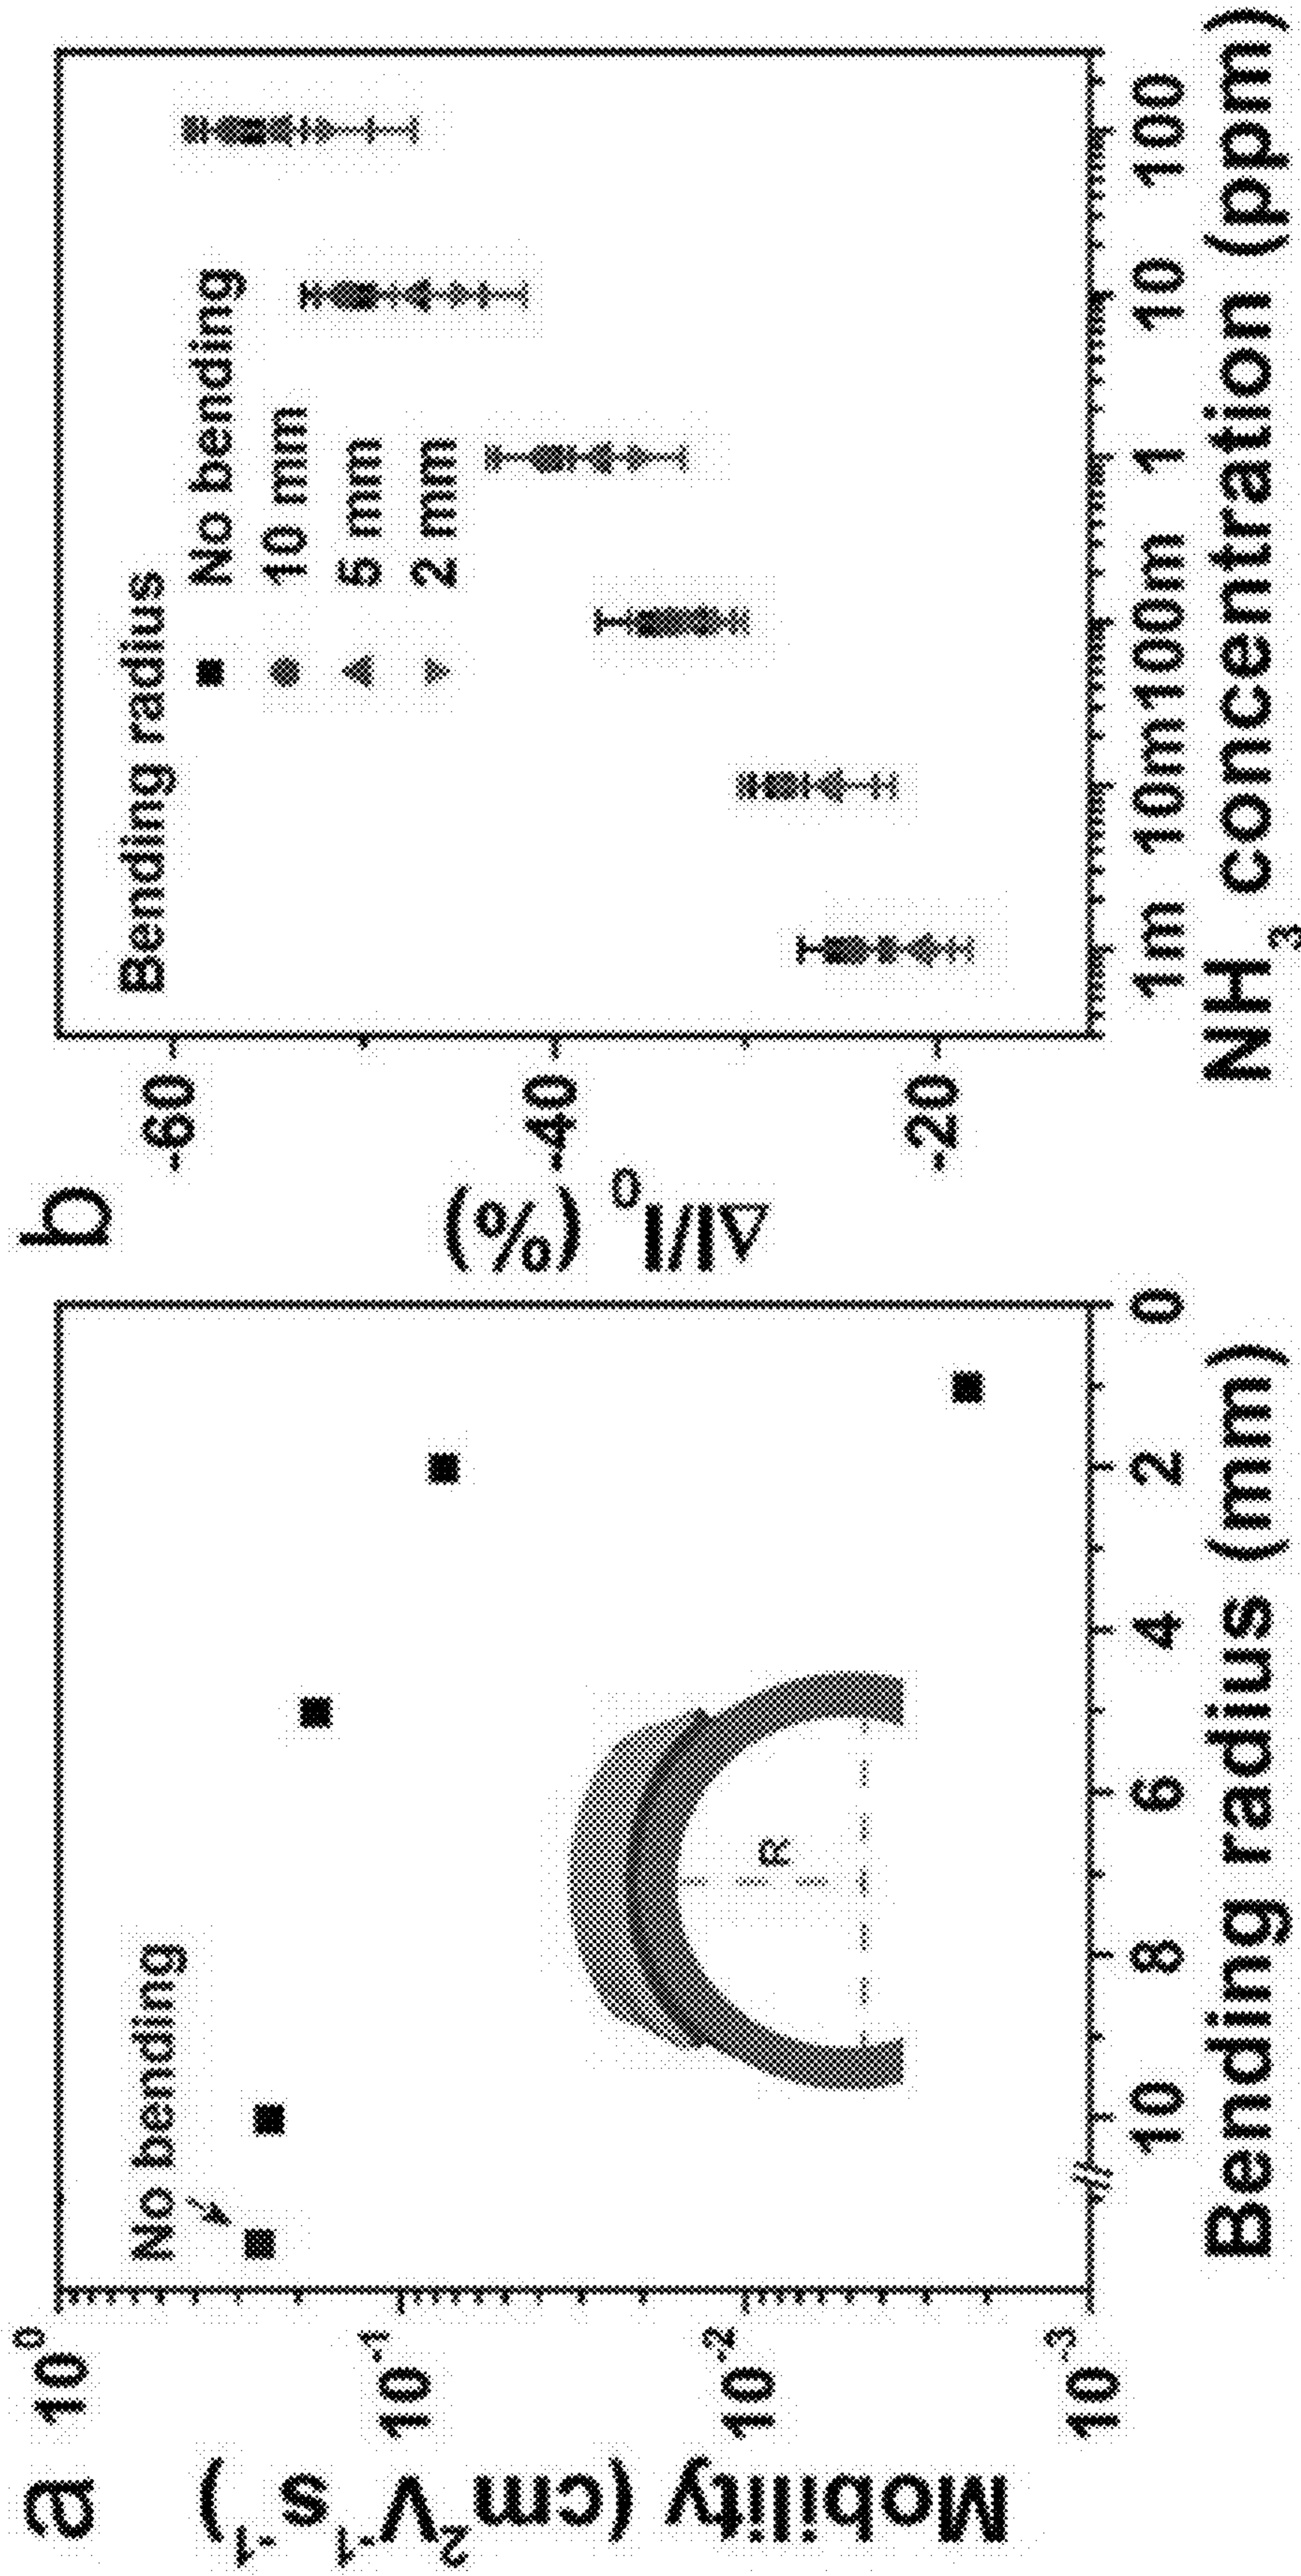 a
Mobility (cm²V⁻¹s⁻¹)
10⁰
10⁻¹
10⁻²
10⁻³
No bending
R
10
8
6
4
2
0
Bending radius (mm)
b
ΔI/I₀ (%)
-60
-40
-20
Bending radius
No bending
10 mm
5 mm
2 mm
1m
10m
100m
1
10
100
NH₃ concentration (ppm)